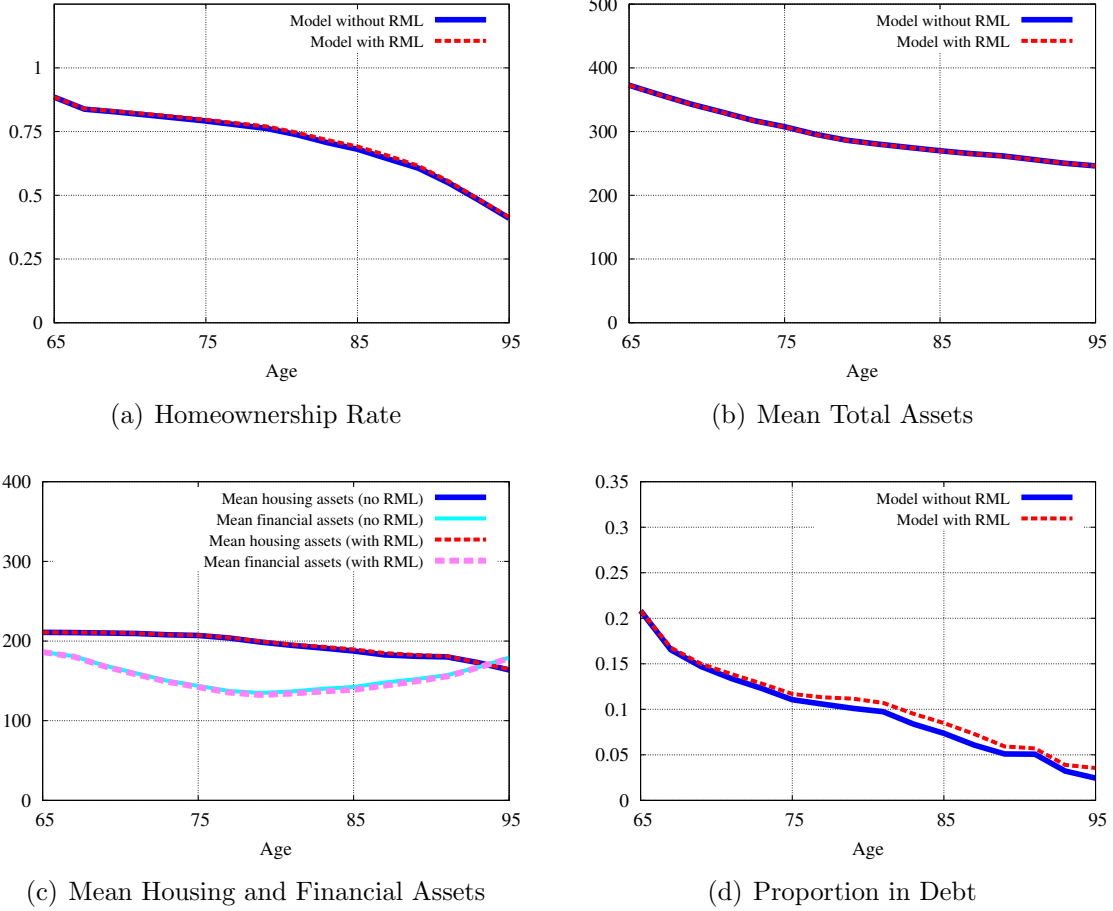 Model without RML
Model with RML
1
0.75
0.5
0.25
0
65 75 85 95
Age
(a) Homeownership Rate
500
Model without RML
Model with RML
400
300
200
100
0
65 75 85 95
Age
(b) Mean Total Assets
400
Mean housing assets (no RML)
Mean financial assets (no RML)
Mean housing assets (with RML)
Mean financial assets (with RML)
300
200
100
0
65 75 85 95
Age
(c) Mean Housing and Financial Assets
0.35
Model without RML
Model with RML
0.3
0.25
0.2
0.15
0.1
0.05
0
65 75 85 95
Age
(d) Proportion in Debt